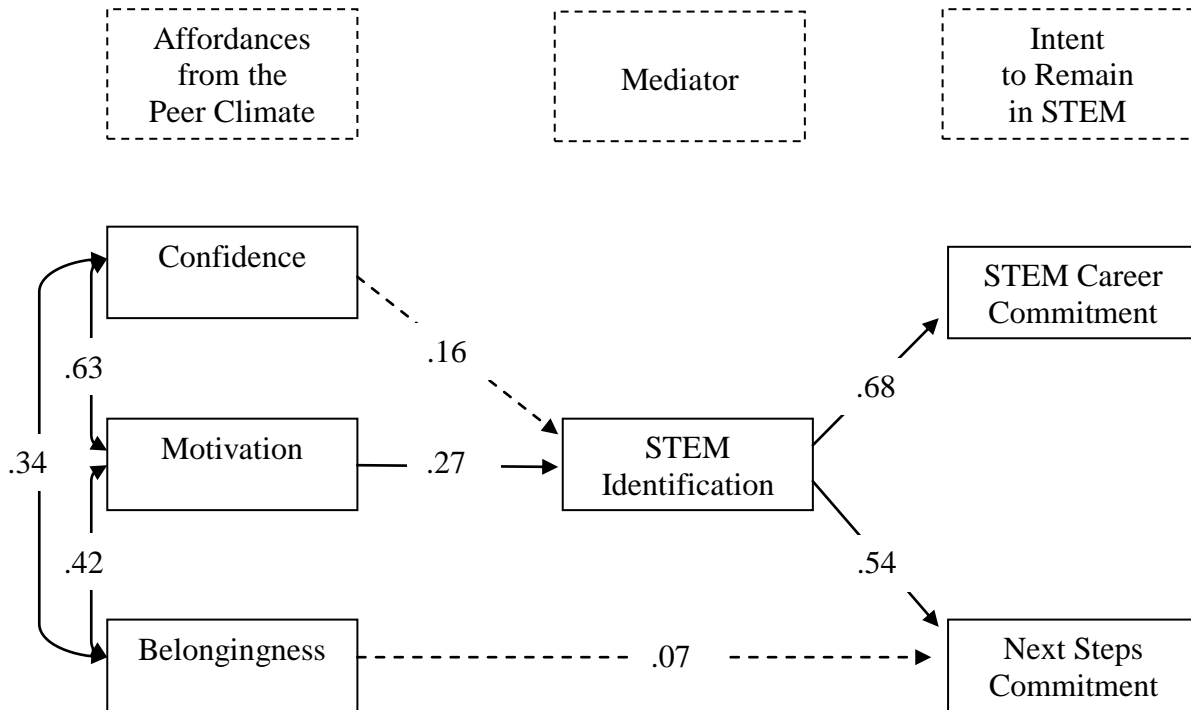 Affordances
from the
Peer Climate
Mediator
Intent
to Remain
in STEM
Confidence
STEM Career
Commitment
.16
.63
.68
Motivation
.34
.27
STEM
Identification
.42
.54
Belongingness
.07
Next Steps
Commitment